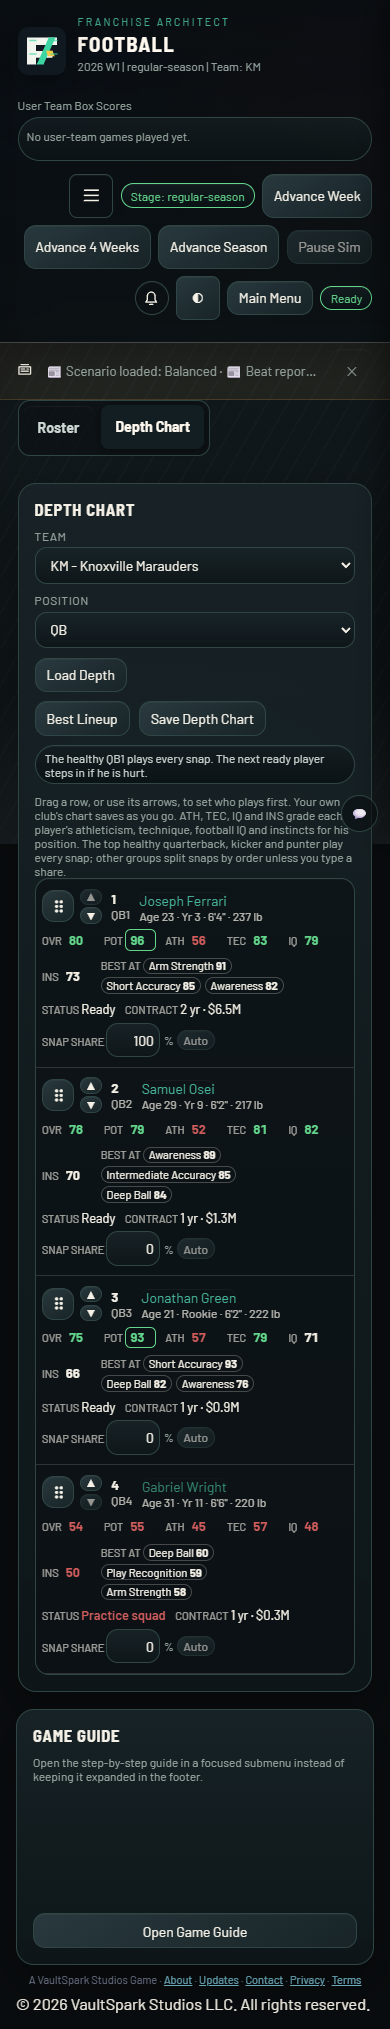 FRANCHISE ARCHITECT
FOOTBALL
2026 W1 | regular-season | Team: KM
User Team Box Scores
No user-team games played yet.
Stage: regular-season
Advance Week
Advance 4 Weeks
Advance Season
Pause Sim
Main Menu
Ready
Scenario loaded: Balanced · Beat repor...
Roster
Depth Chart
DEPTH CHART
TEAM
KM - Knoxville Marauders
POSITION
QB
Load Depth
Best Lineup
Save Depth Chart
The healthy QB1 plays every snap. The next ready player
steps in if he is hurt.
Drag a row, or use its arrows, to set who plays first. Your own
club's chart saves as you go. ATH, TEC, IQ and INS grade each
player's athleticism, technique, football IQ and instincts for his
position. The top healthy quarterback, kicker and punter play
every snap; other groups split snaps by order unless you type a
share.
1 Joseph Ferrari
QB1 Age 23 · Yr 3 · 6'4" · 237 lb
OVR 80 POT 96 ATH 56 TEC 83 IQ 79
INS 73 BEST AT Arm Strength 91
Short Accuracy 85 Awareness 82
STATUS Ready CONTRACT 2 yr · $6.5M
SNAP SHARE 100 % Auto
2 Samuel Osei
QB2 Age 29 · Yr 9 · 6'2" · 217 lb
OVR 78 POT 79 ATH 52 TEC 81 IQ 82
INS 70 BEST AT Awareness 89
Intermediate Accuracy 85
Deep Ball 84
STATUS Ready CONTRACT 1 yr · $1.3M
SNAP SHARE 0 % Auto
3 Jonathan Green
QB3 Age 21 · Rookie · 6'2" · 222 lb
OVR 75 POT 93 ATH 57 TEC 79 IQ 71
INS 66 BEST AT Short Accuracy 93
Deep Ball 82 Awareness 76
STATUS Ready CONTRACT 1 yr · $0.9M
SNAP SHARE 0 % Auto
4 Gabriel Wright
QB4 Age 31 · Yr 11 · 6'6" · 220 lb
OVR 54 POT 55 ATH 45 TEC 57 IQ 48
INS 50 BEST AT Deep Ball 60
Play Recognition 59
Arm Strength 58
STATUS Practice squad CONTRACT 1 yr · $0.3M
SNAP SHARE 0 % Auto
GAME GUIDE
Open the step-by-step guide in a focused submenu instead of
keeping it expanded in the footer.
Open Game Guide
A VaultSpark Studios Game · About · Updates · Contact · Privacy · Terms
© 2026 VaultSpark Studios LLC. All rights reserved.